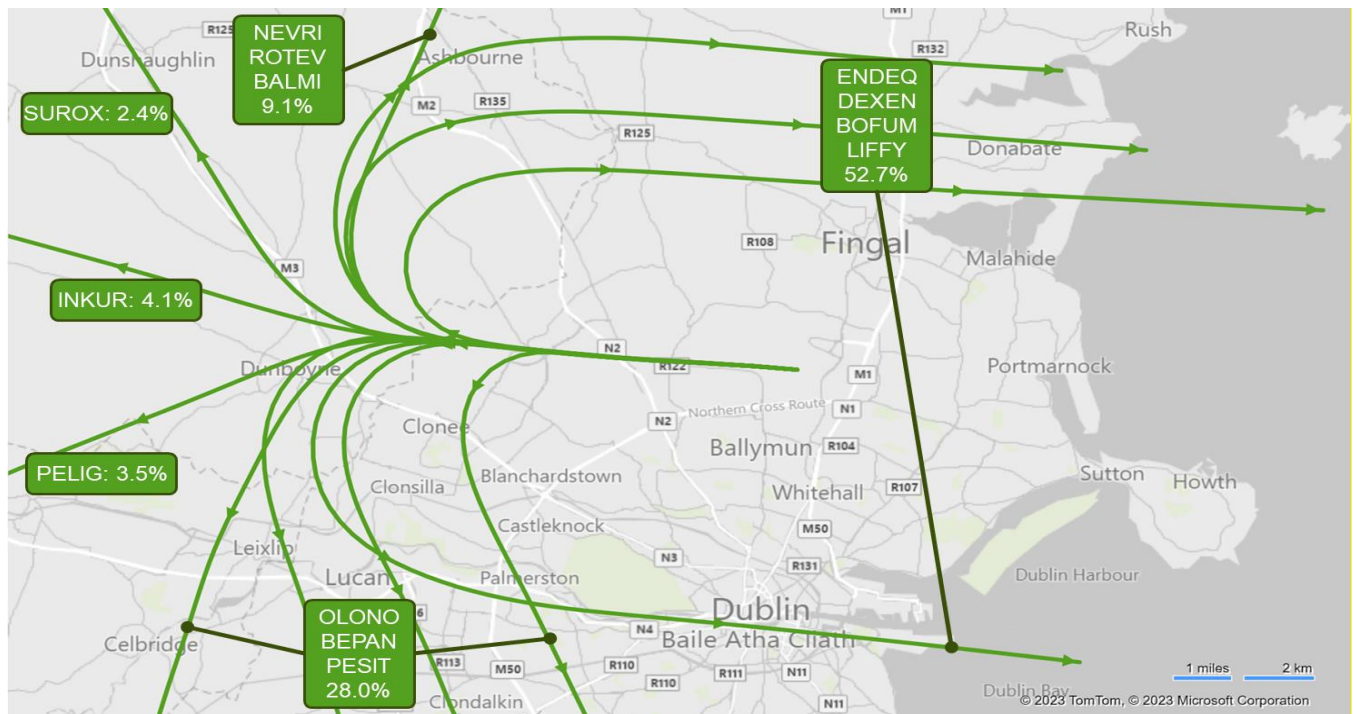 M1
Rush
NEVRI
ROTEV
BALMI
9.1%
R125
Dunshaughlin
Ashbourne
R132
ENDEQ
DEXEN
BOFUM
LIFFY
52.7%
SUROX: 2.4%
M2
R135
R125
Donabate
R108
Fingal
Malahide
M3
INKUR: 4.1%
N2
R122
Dunboyne
M1
Portmarnock
Northern Cross Route
N1
N2
Clonee
Ballymun
R104
PELIG: 3.5%
Blanchardstown
Sutton
Howth
Clonsilla
Whitehall
R107
Castleknock
M50
Leixlip
N3
R131
Lucan
Palmerston
Dublin Harbour
OLONO
BEPAN
PESIT
28.0%
6
Dublin
Baile Atha Cliath
Celbridge
N4
R113
M50
R110
R111
N11
R110
Clondalkin
N11
Dublin Bay
1 miles
2 km
© 2023 TomTom, © 2023 Microsoft Corporation